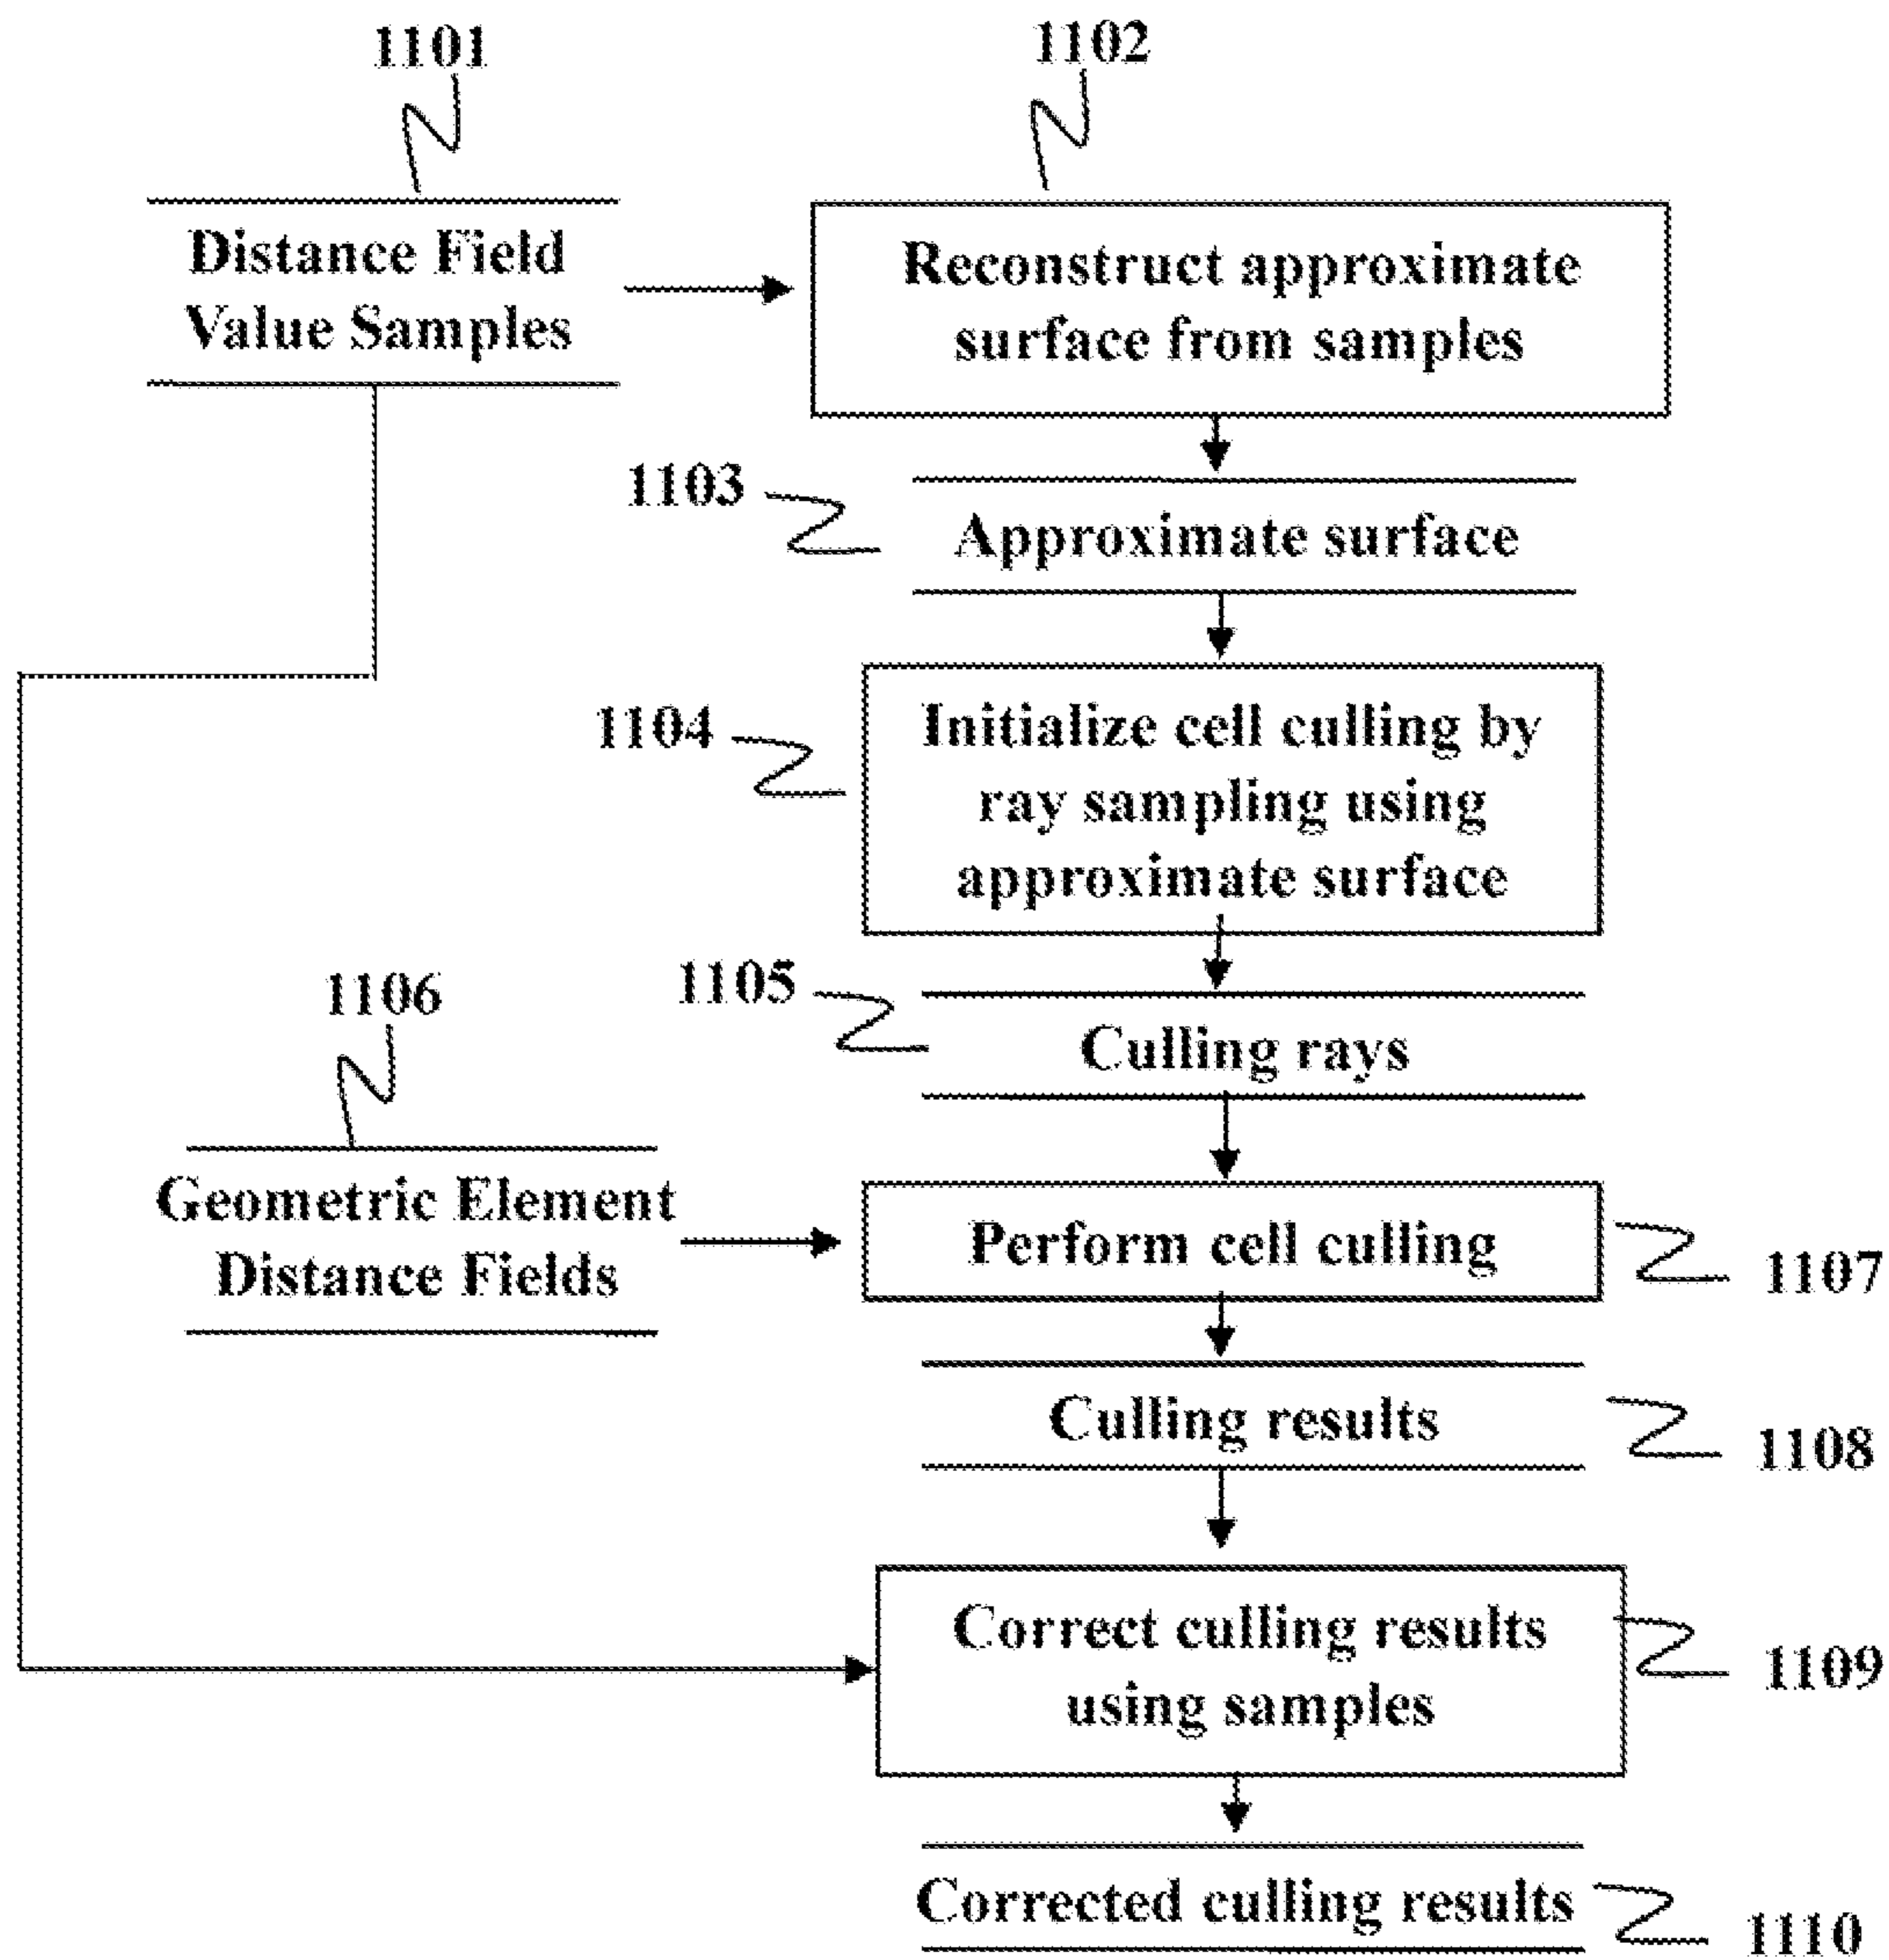 1101
1102
Distance Field
Value Samples
Reconstruct approximate
surface from samples
1103
Approximate surface
1104
Initialize cell culling by
ray sampling using
approximate surface
1105
Culling rays
1106
Geometric Element
Distance Fields
Perform cell culling
1107
Culling results
1108
Correct culling results
using samples
1109
Corrected culling results
1110